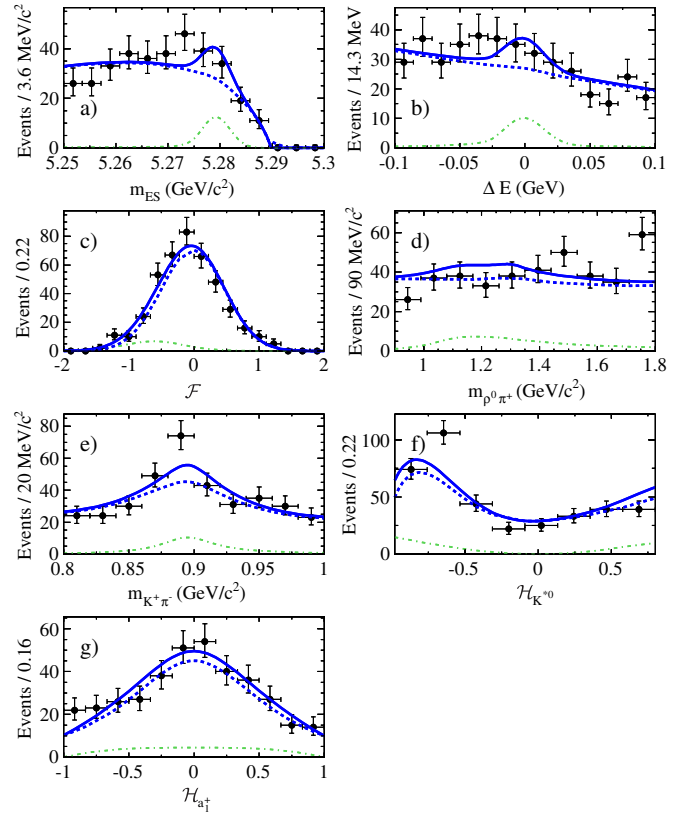 Events / 3.6 MeV/c²
60
40
20
0
a)
5.25 5.26 5.27 5.28 5.29 5.3
m_ES (GeV/c²)
Events / 14.3 MeV
50
40
30
20
10
0
b)
-0.1 -0.05 0 0.05 0.1
Δ E (GeV)
Events / 0.22
80
60
40
20
0
c)
-2 -1 0 1 2
ℱ
Events / 90 MeV/c²
80
60
40
20
0
d)
1 1.2 1.4 1.6 1.8
m_ρ⁰π⁺ (GeV/c²)
Events / 20 MeV/c²
80
60
40
20
0
e)
0.8 0.85 0.9 0.95 1
m_K⁺π⁻ (GeV/c²)
Events / 0.22
100
50
0
f)
-0.5 0 0.5
ℋ_K*⁰
Events / 0.16
60
40
20
0
g)
-1 -0.5 0 0.5 1
ℋ_a₁⁺